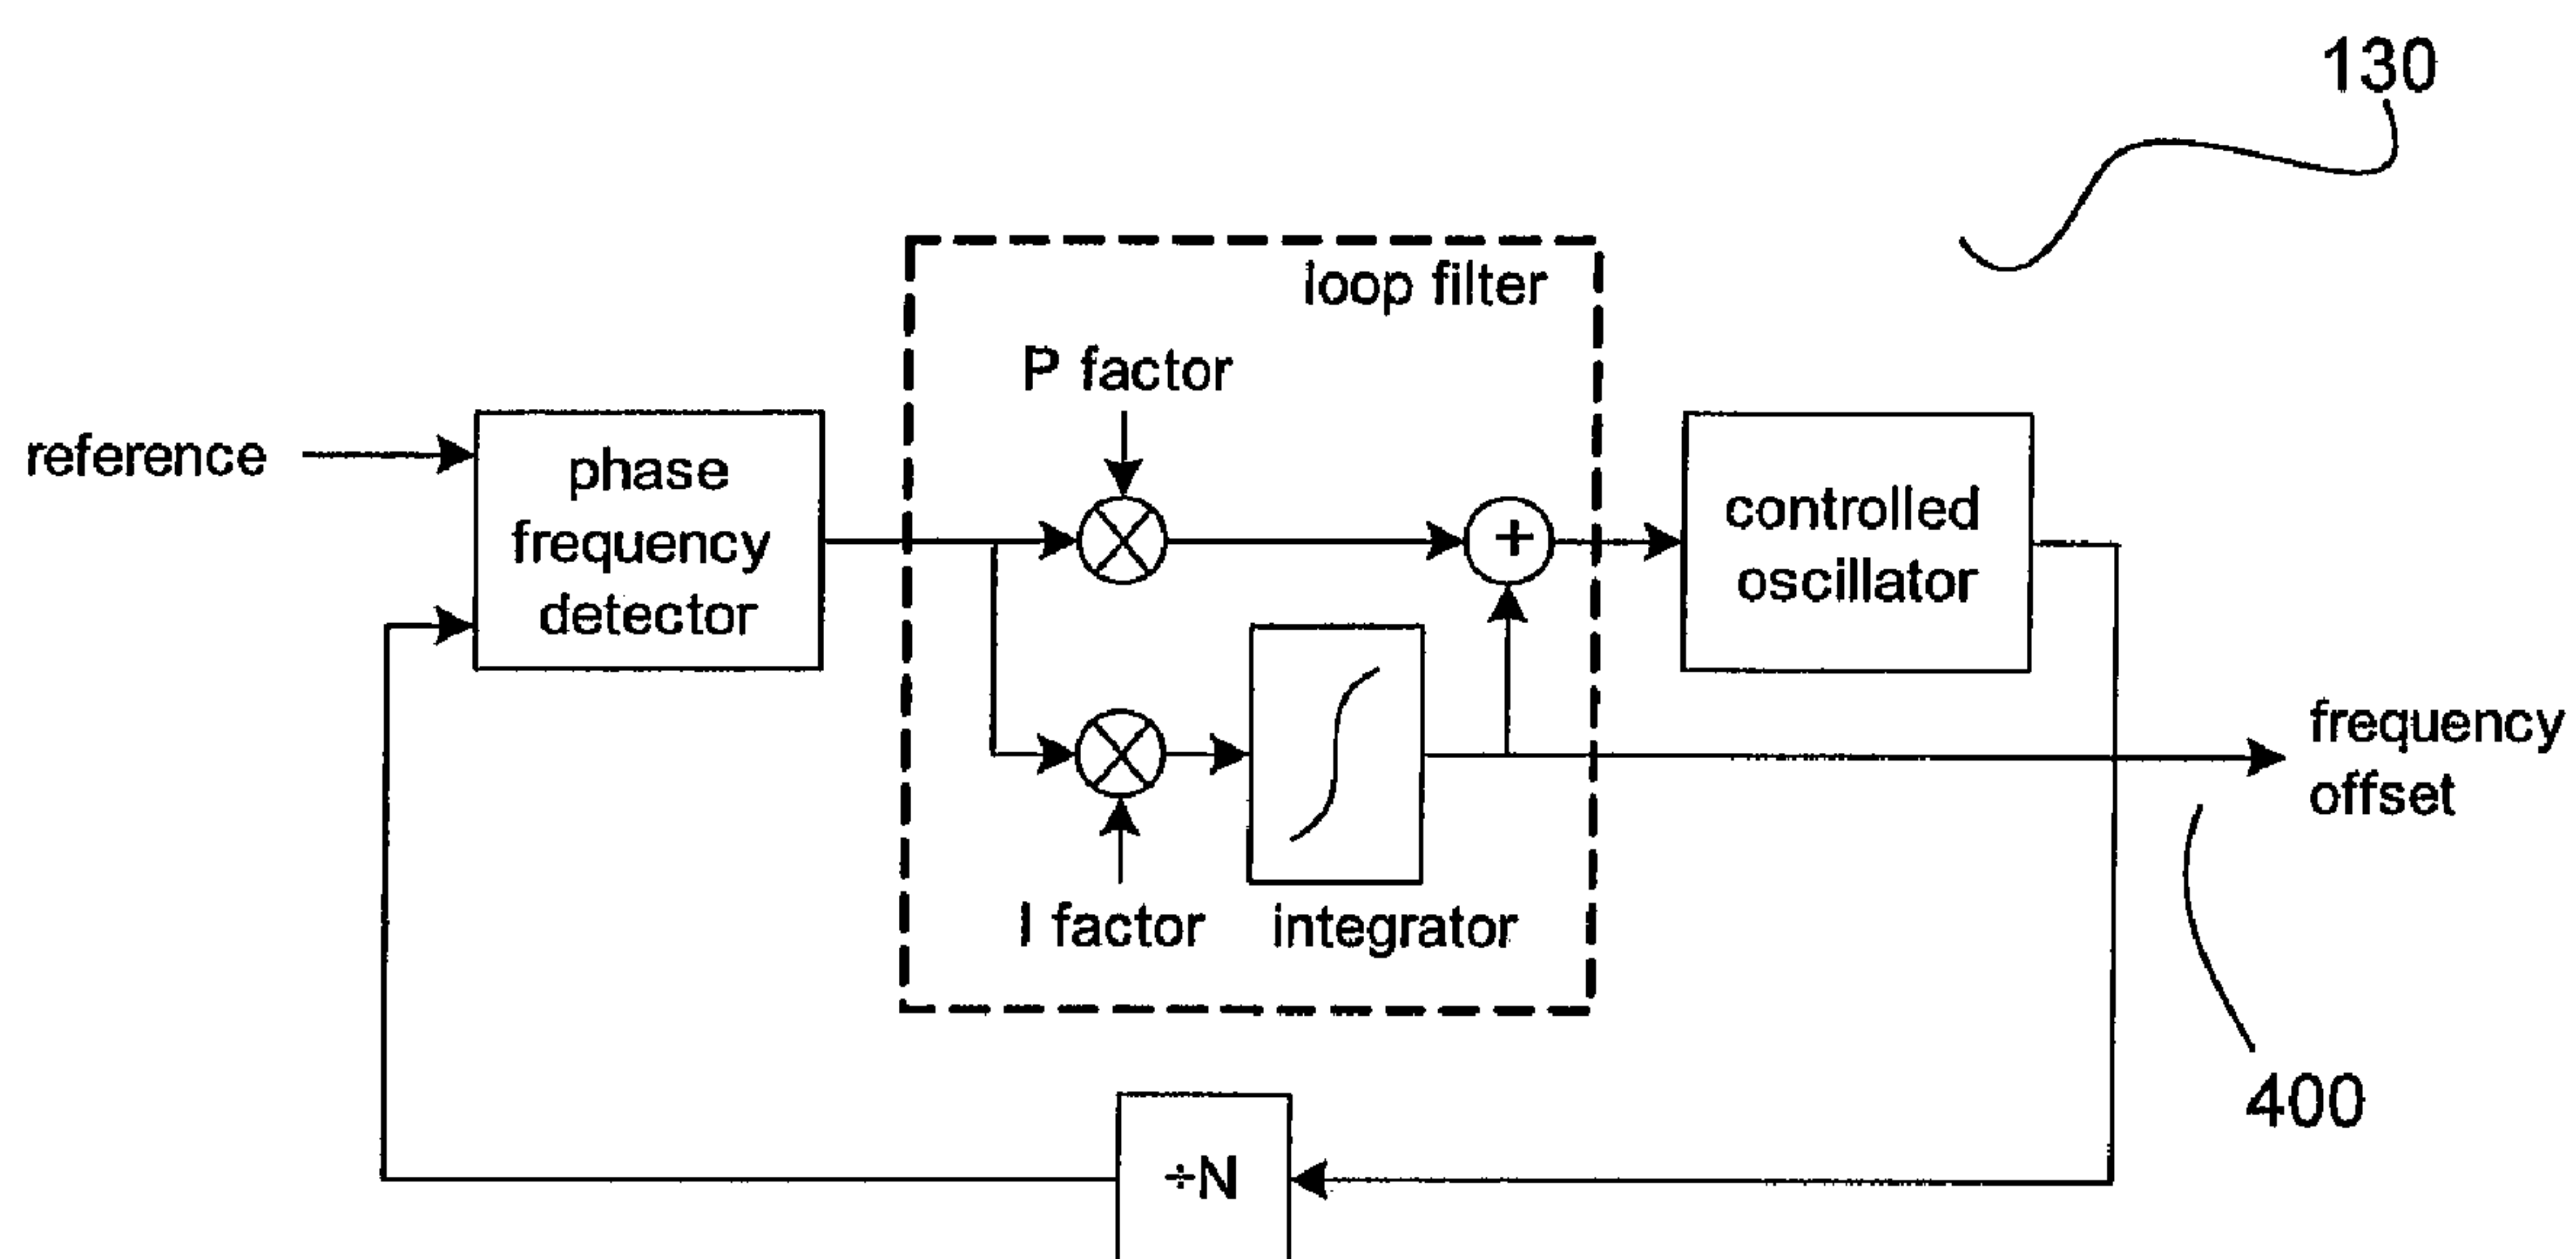 130
loop filter
P factor
reference
phase
frequency
detector
+
controlled
oscillator
frequency
offset
I factor
integrator
400
÷N